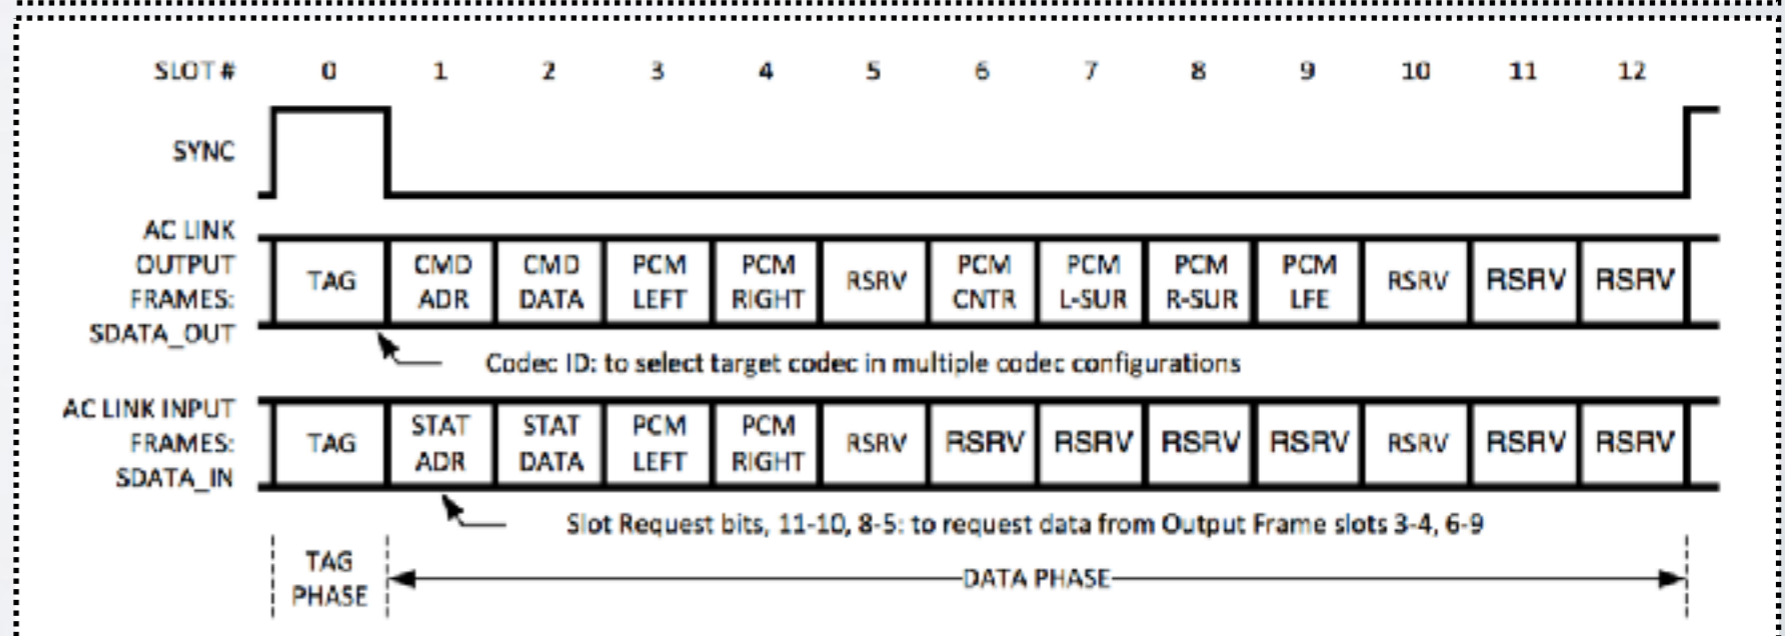 SLOT # 0 1 2 3 4 5 6 7 8 9 10 11 12
SYNC
AC LINK
OUTPUT
FRAMES:
SDATA_OUT
TAG
CMD
ADR
CMD
DATA
PCM
LEFT
PCM
RIGHT
RSRV
PCM
CNTR
PCM
L-SUR
PCM
R-SUR
PCM
LFE
RSRV
RSRV
RSRV
Codec ID: to select target codec in multiple codec configurations
AC LINK INPUT
FRAMES:
SDATA_IN
TAG
STAT
ADR
STAT
DATA
PCM
LEFT
PCM
RIGHT
RSRV
RSRV
RSRV
RSRV
RSRV
RSRV
RSRV
RSRV
Slot Request bits, 11-10, 8-5: to request data from Output Frame slots 3-4, 6-9
TAG
PHASE
DATA PHASE